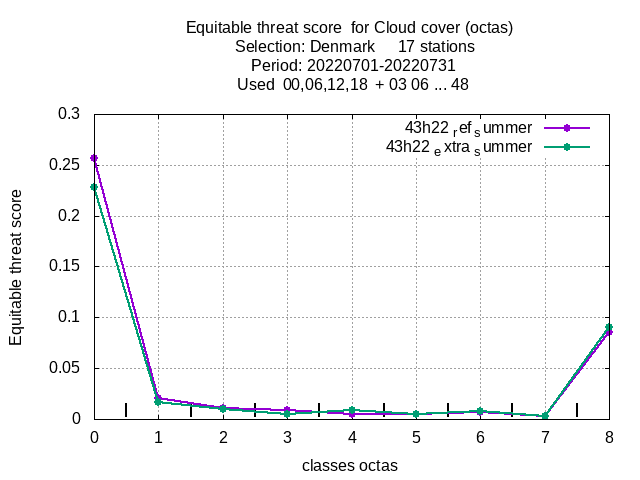 Equitable threat score for Cloud cover (octas)
Selection: Denmark 17 stations
Period: 20220701-20220731
Used 00,06,12,18 + 03 06 ... 48
43h22 ref summer
43h22 extra summer
0.3
0.25
0.2
0.15
0.1
0.05
0
Equitable threat score
0 1 2 3 4 5 6 7 8
classes octas